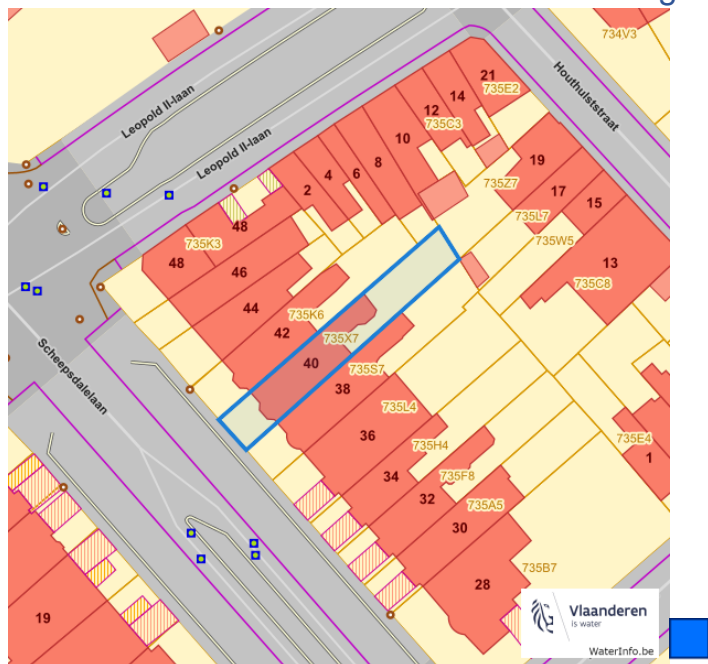 734V3
Leopold II-laan
Leopold II-laan
Houthulststraat
21
735E2
14
12
735C3
10
8
6
4
2
19
735Z7
17
735L7
15
735W5
13
735C8
48
735K3
48
46
44
735K6
42
735X7
40
735S7
38
Scheepsdalelaan
735L4
36
735H4
34
735F8
32
735A5
30
735B7
28
735E4
1
19
Vlaanderen
is water
WaterInfo.be